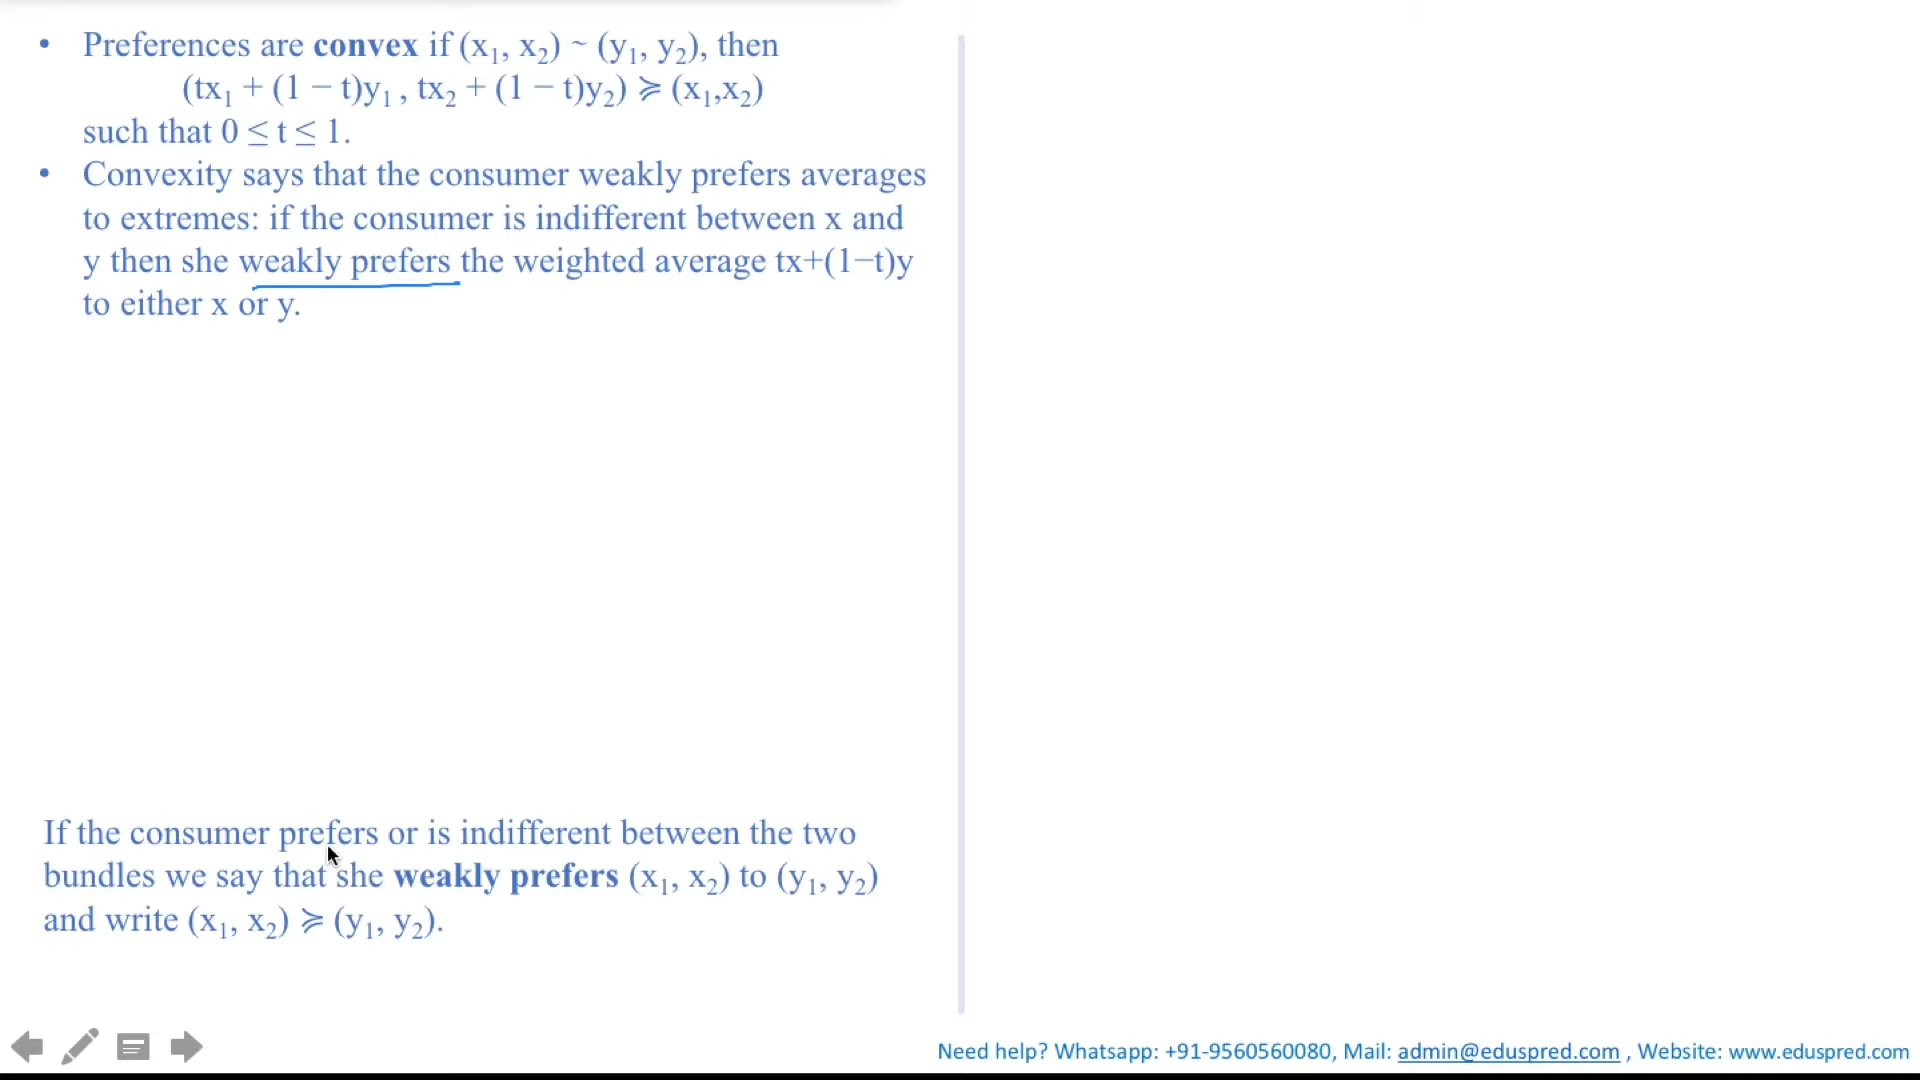 • Preferences are convex if (x₁, x₂) ~ (y₁, y₂), then
(tx₁ + (1 − t)y₁ , tx₂ + (1 − t)y₂) ≽ (x₁,x₂)
such that 0 ≤ t ≤ 1.
• Convexity says that the consumer weakly prefers averages
to extremes: if the consumer is indifferent between x and
y then she weakly prefers the weighted average tx+(1−t)y
to either x or y.
If the consumer prefers or is indifferent between the two
bundles we say that she weakly prefers (x₁, x₂) to (y₁, y₂)
and write (x₁, x₂) ≽ (y₁, y₂).
Need help? Whatsapp: +91-9560560080, Mail: admin@eduspred.com , Website: www.eduspred.com